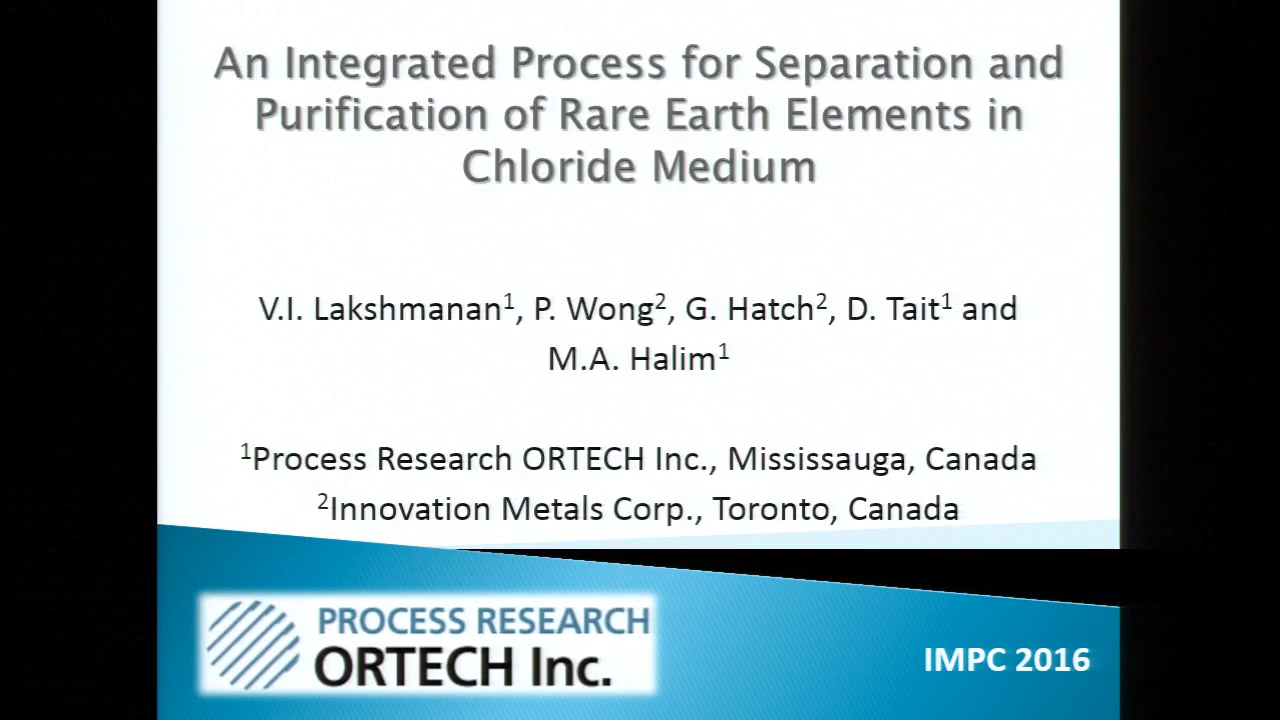 An Integrated Process for Separation and
Purification of Rare Earth Elements in
Chloride Medium
V.I. Lakshmanan¹, P. Wong², G. Hatch², D. Tait¹ and
M.A. Halim¹
¹Process Research ORTECH Inc., Mississauga, Canada
²Innovation Metals Corp., Toronto, Canada
PROCESS RESEARCH
ORTECH Inc.
IMPC 2016